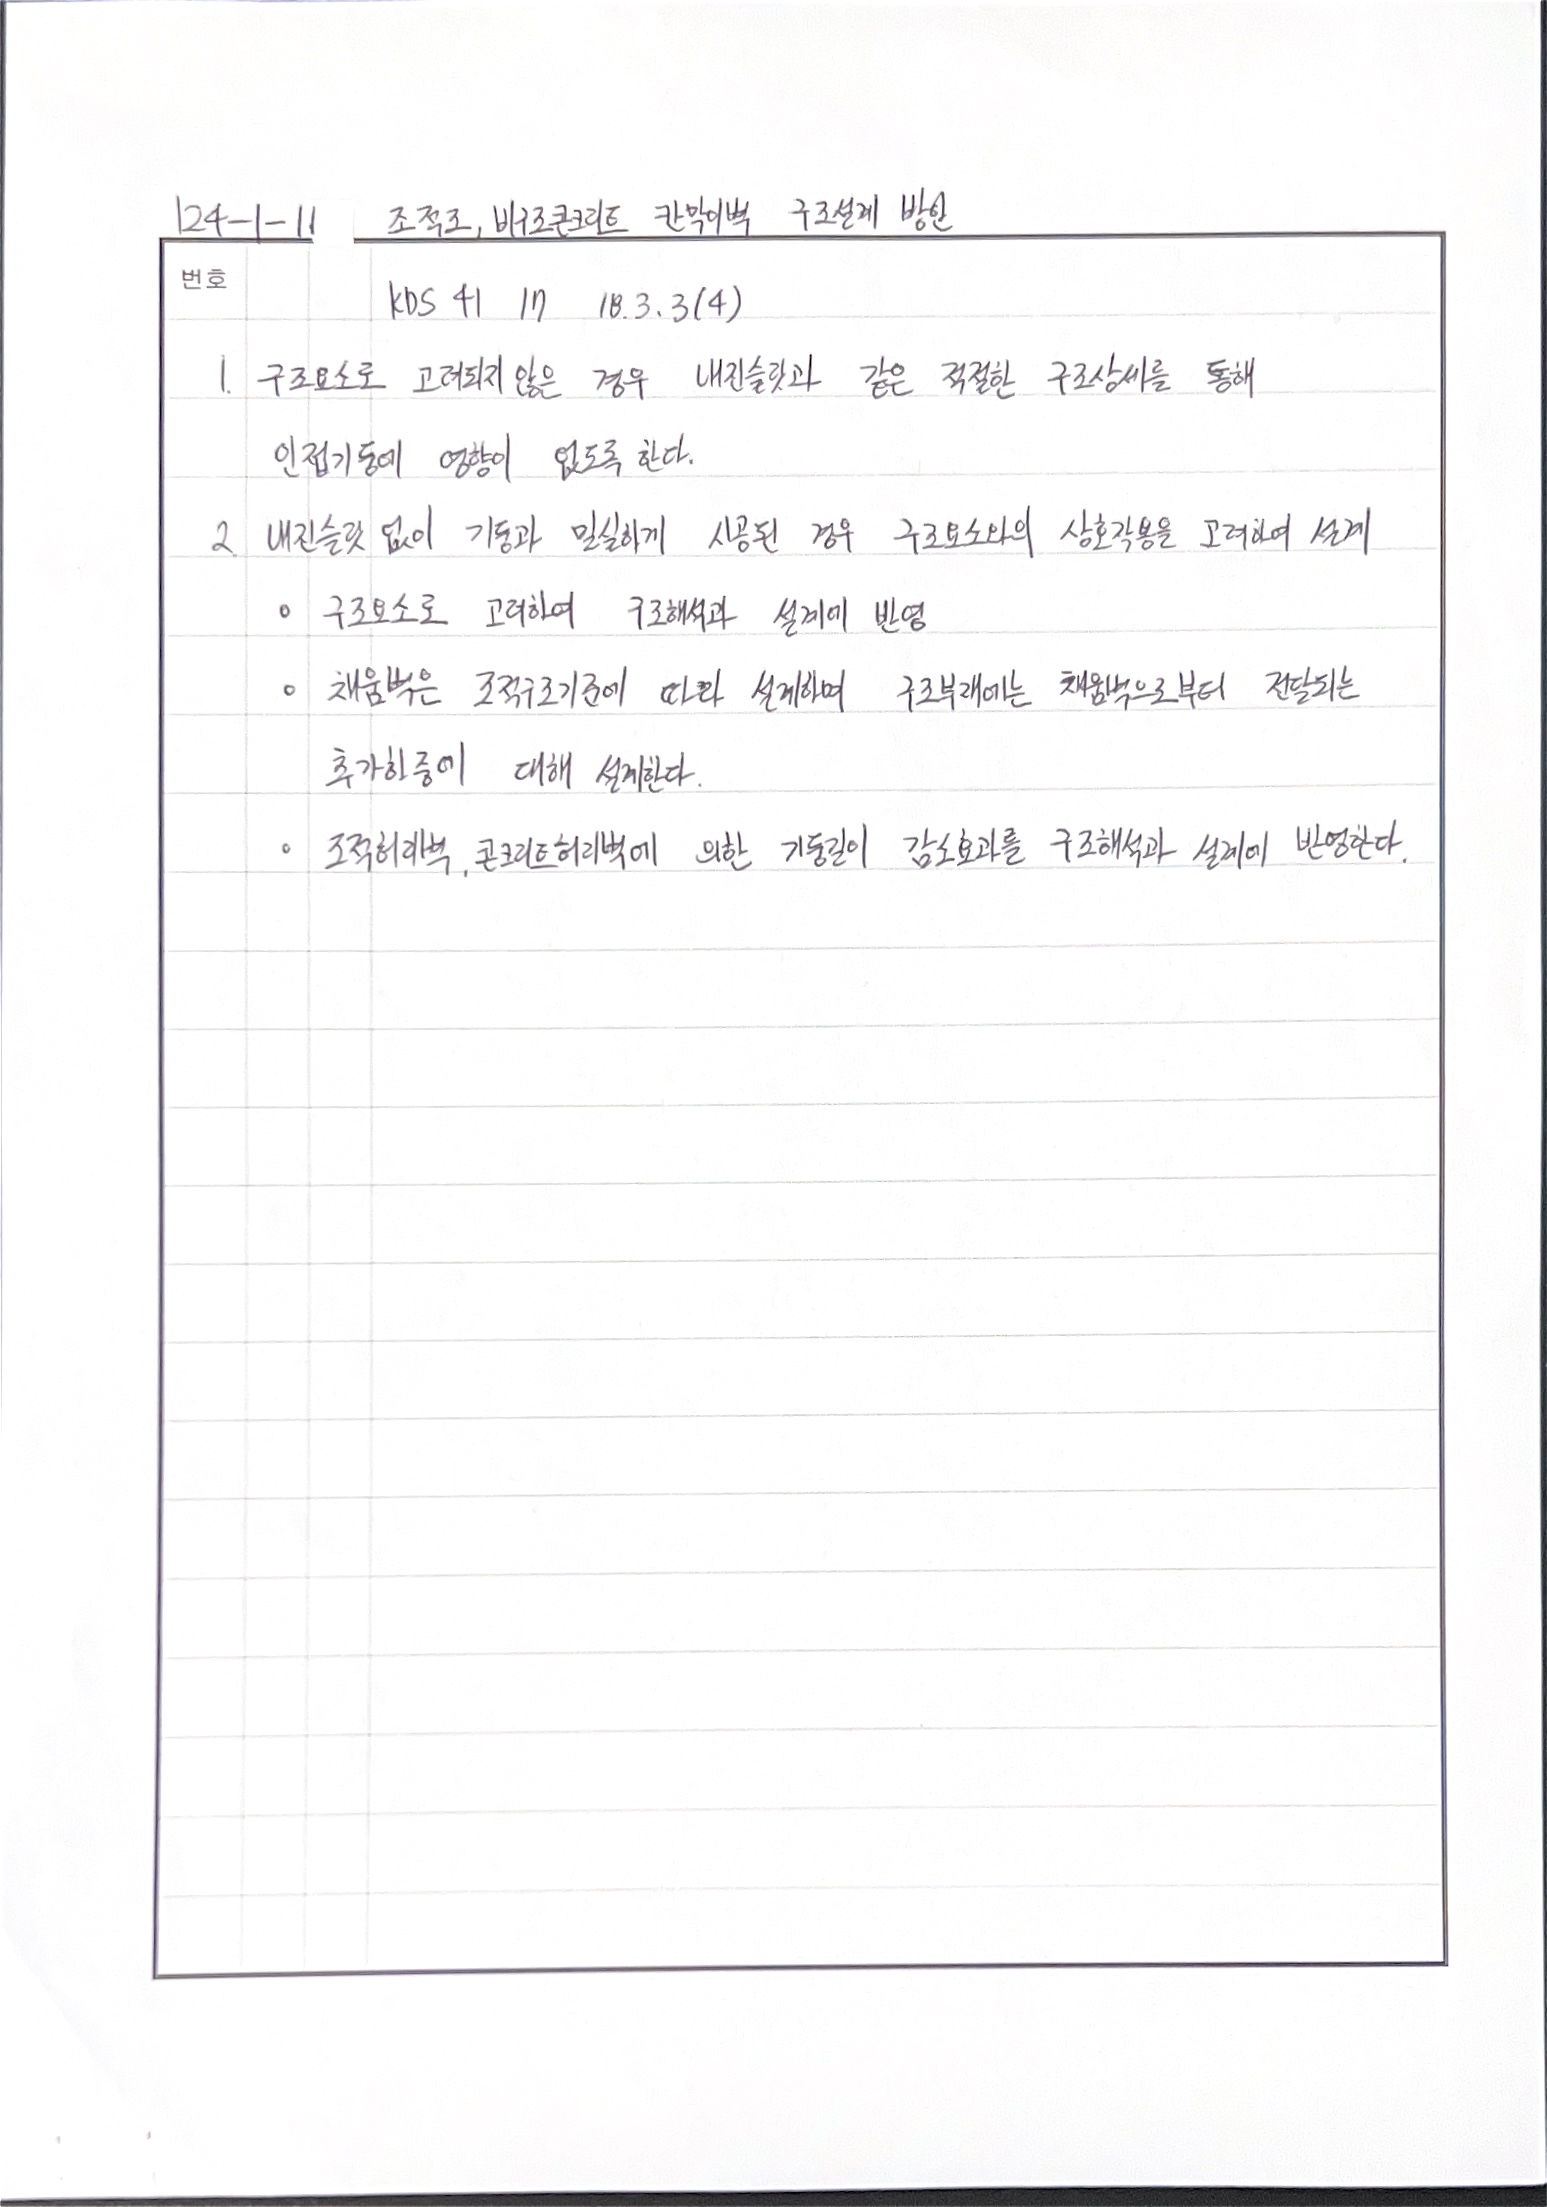 124-1-11 조적조, 비구조콘크리트 칸막이벽 구조설계 방안
번호
KDS 41 17 18.3.3(4)
1. 구조요소로 고려되지 않은 경우 내진슬릿과 같은 적절한 구조상세를 통해
인접기둥에 영향이 없도록 한다.
2. 내진슬릿 없이 기둥과 밀실하게 시공된 경우 구조요소와의 상호작용을 고려하여 설계
∘ 구조요소로 고려하여 구조해석과 설계에 반영
∘ 채움벽은 조적구조기준에 따라 설계하며 구조부재에는 채움벽으로부터 전달되는
추가하중에 대해 설계한다.
∘ 조적허리벽, 콘크리트허리벽에 의한 기둥길이 감소효과를 구조해석과 설계에 반영한다.